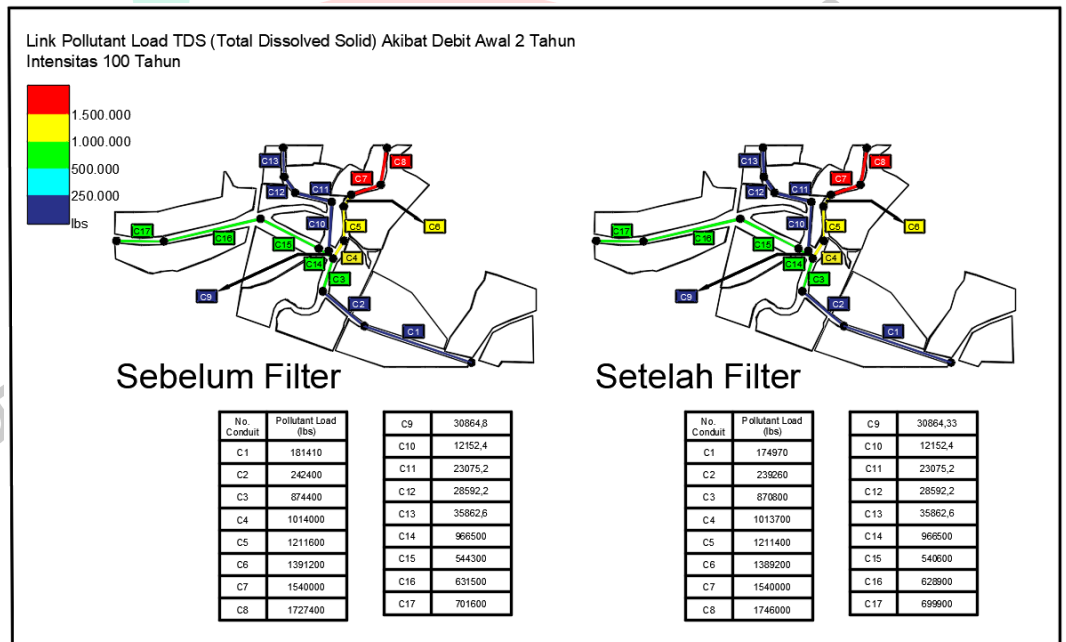 Link Pollutant Load TDS (Total Dissolved Solid) Akibat Debit Awal 2 Tahun
Intensitas 100 Tahun
1.500.000
1.000.000
500.000
250.000
lbs
C13
C8
C7
C12
C11
C10
C5
C6
C17
C16
C15
C4
C14
C3
C9
C2
C1
Sebelum Filter
C13
C8
C7
C12
C11
C10
C5
C6
C17
C16
C15
C4
C14
C3
C9
C2
C1
Setelah Filter
No. Conduit Pollutant Load (lbs)
C1 181410
C2 242400
C3 874400
C4 1014000
C5 1211600
C6 1391200
C7 1540000
C8 1727400
C9 30864,8
C10 12152,4
C11 23075,2
C12 28592,2
C13 35862,6
C14 966500
C15 544300
C16 631500
C17 701600
No. Conduit Pollutant Load (lbs)
C1 174970
C2 239260
C3 870800
C4 1013700
C5 1211400
C6 1389200
C7 1540000
C8 1746000
C9 30864,33
C10 12152,4
C11 23075,2
C12 28592,2
C13 35862,6
C14 966500
C15 540600
C16 628900
C17 699900